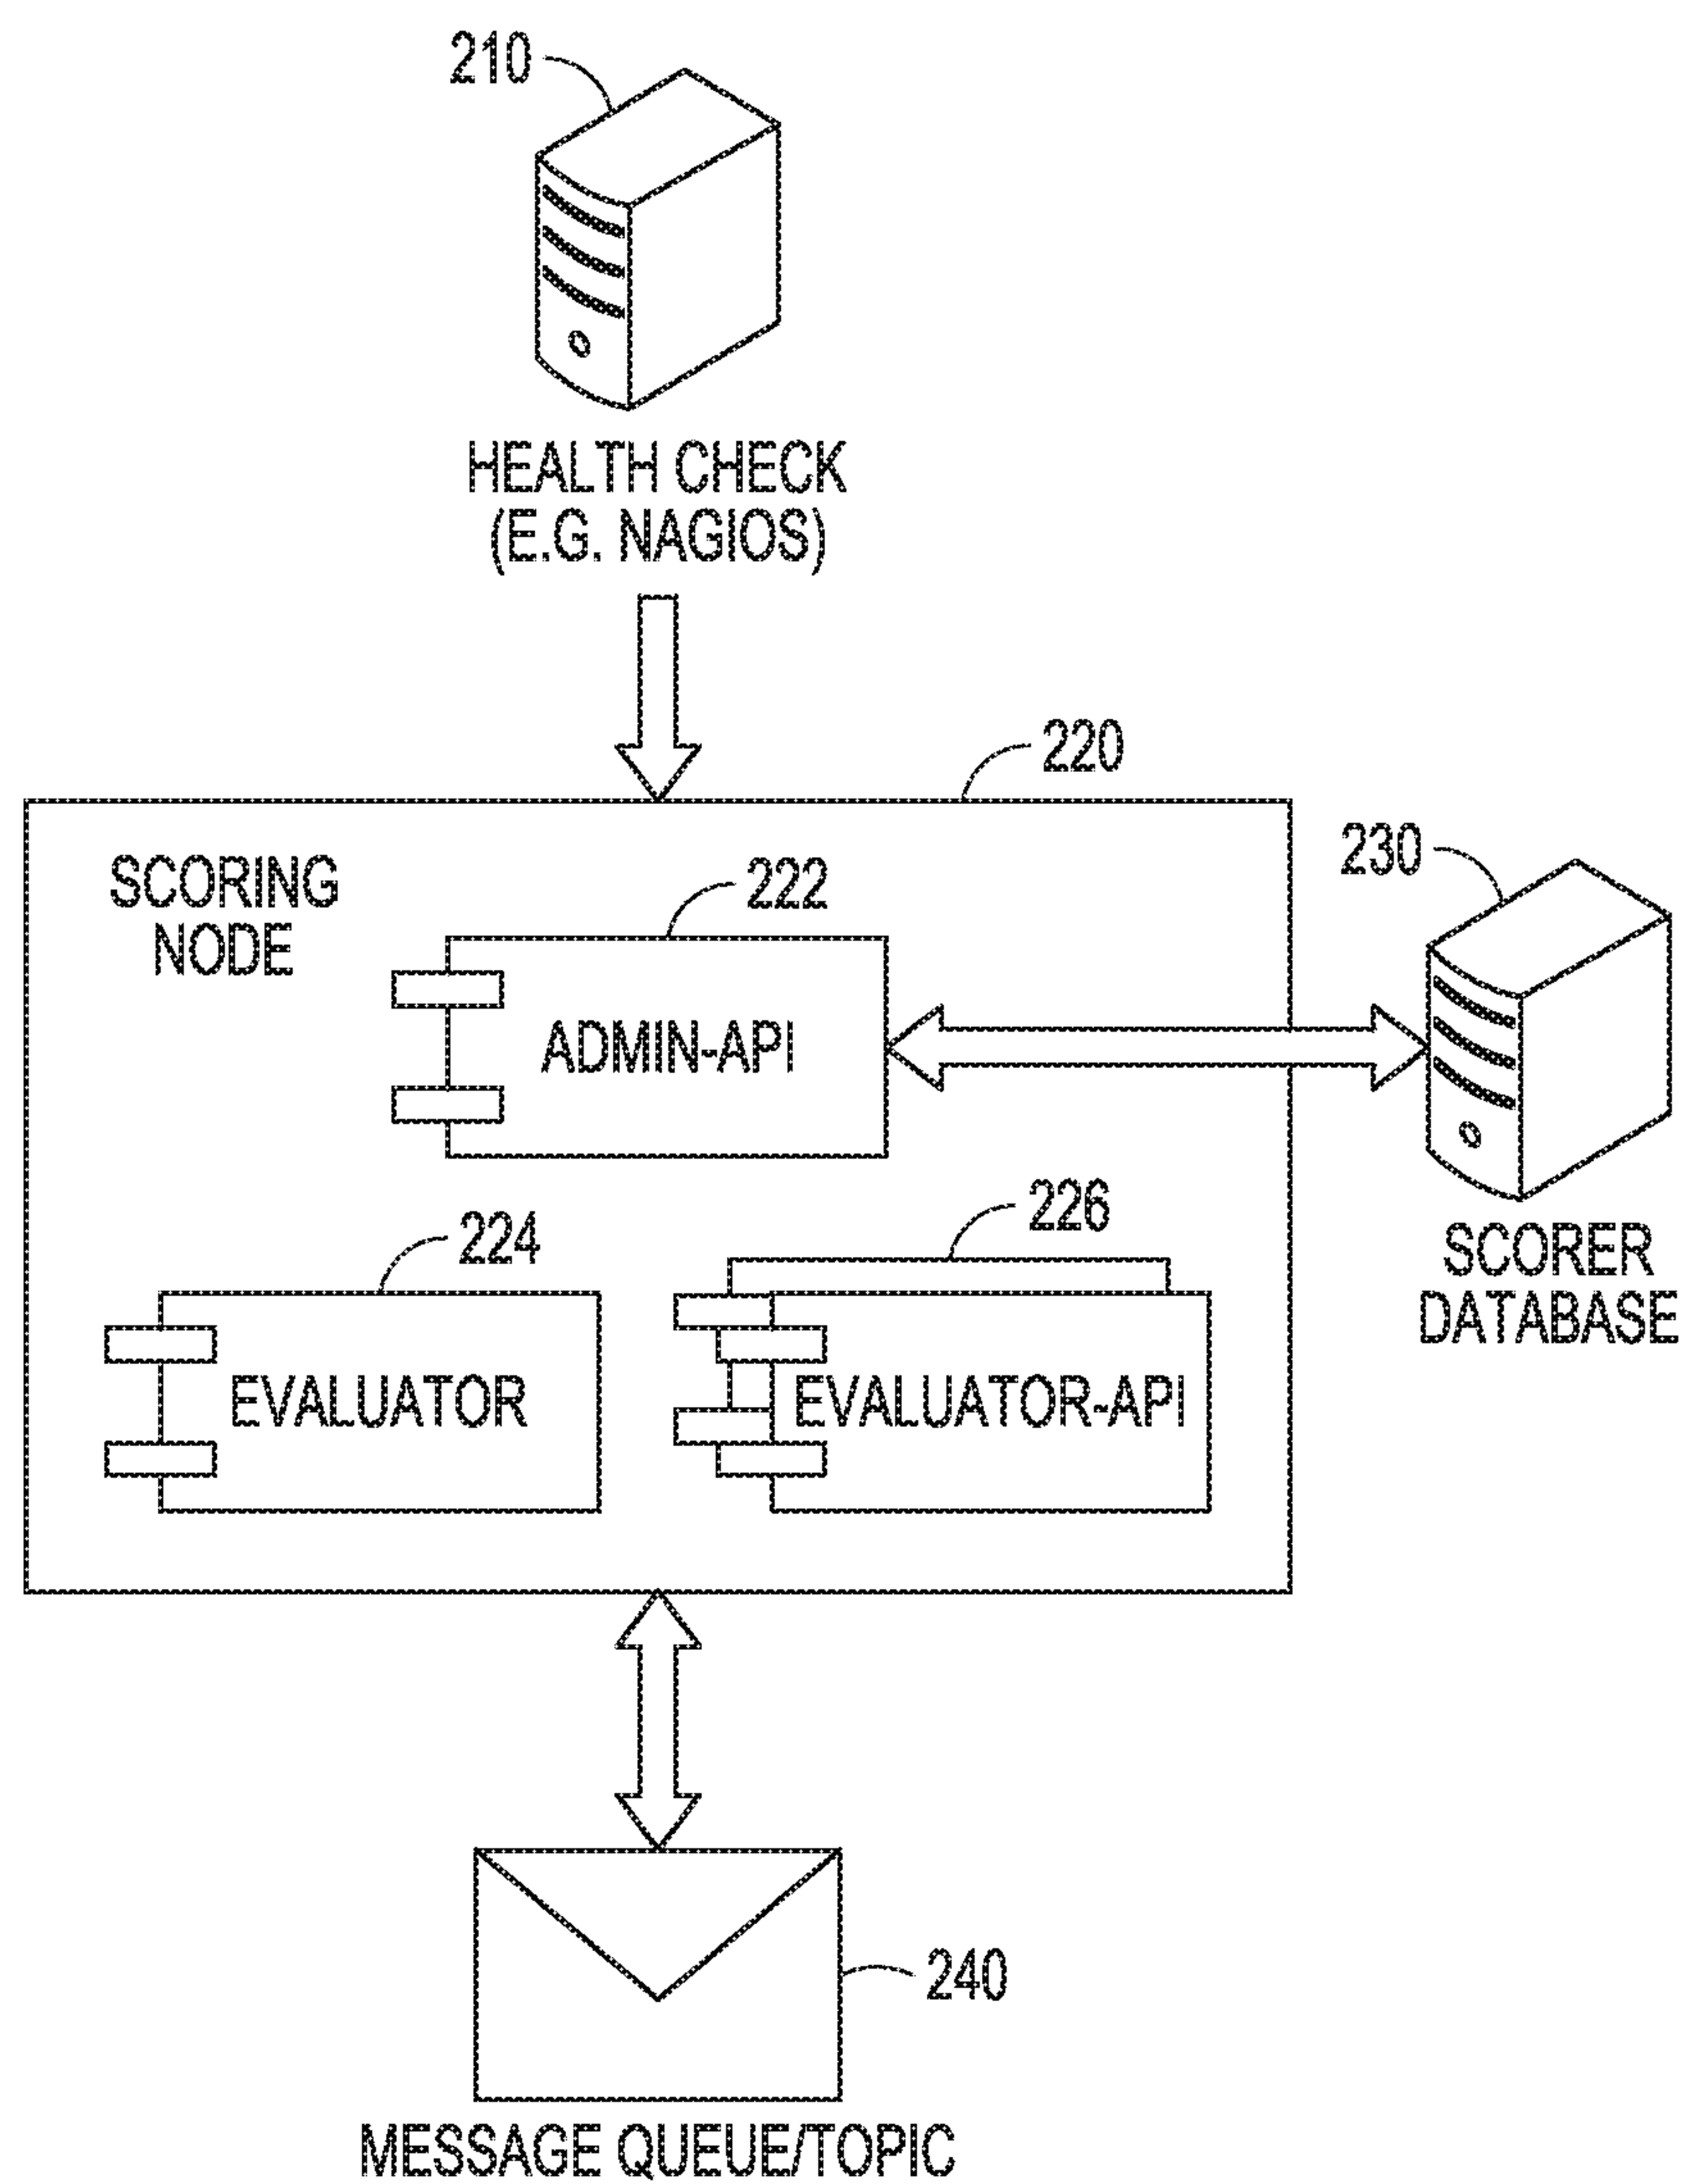 210
HEALTH CHECK
(E.G. NAGIOS)
220
SCORING
NODE
222
ADMIN-API
230
SCORER
DATABASE
224
EVALUATOR
226
EVALUATOR-API
240
MESSAGE QUEUE/TOPIC